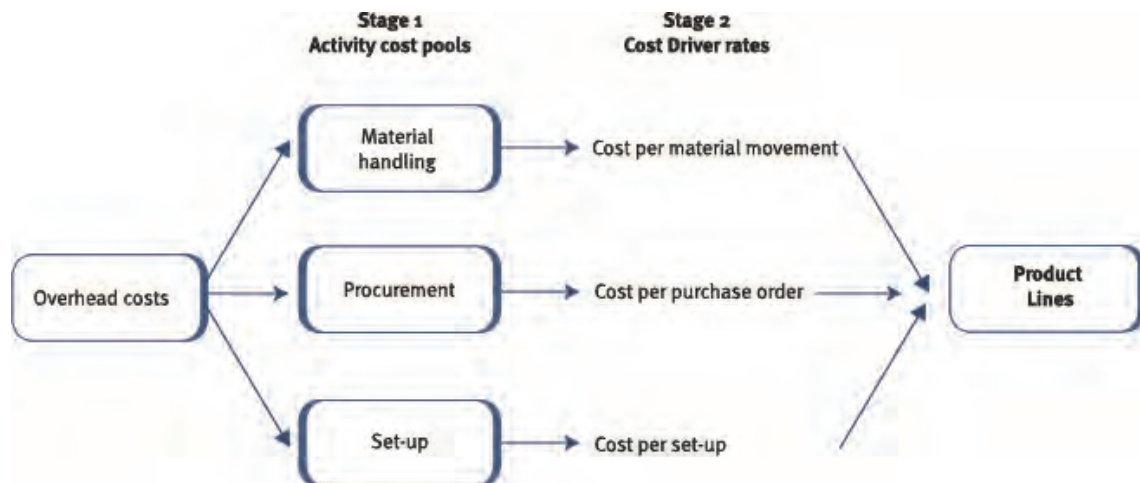 Stage 1
Activity cost pools
Stage 2
Cost Driver rates
Material
handling
Cost per material movement
Overhead costs
Procurement
Cost per purchase order
Product
Lines
Set-up
Cost per set-up